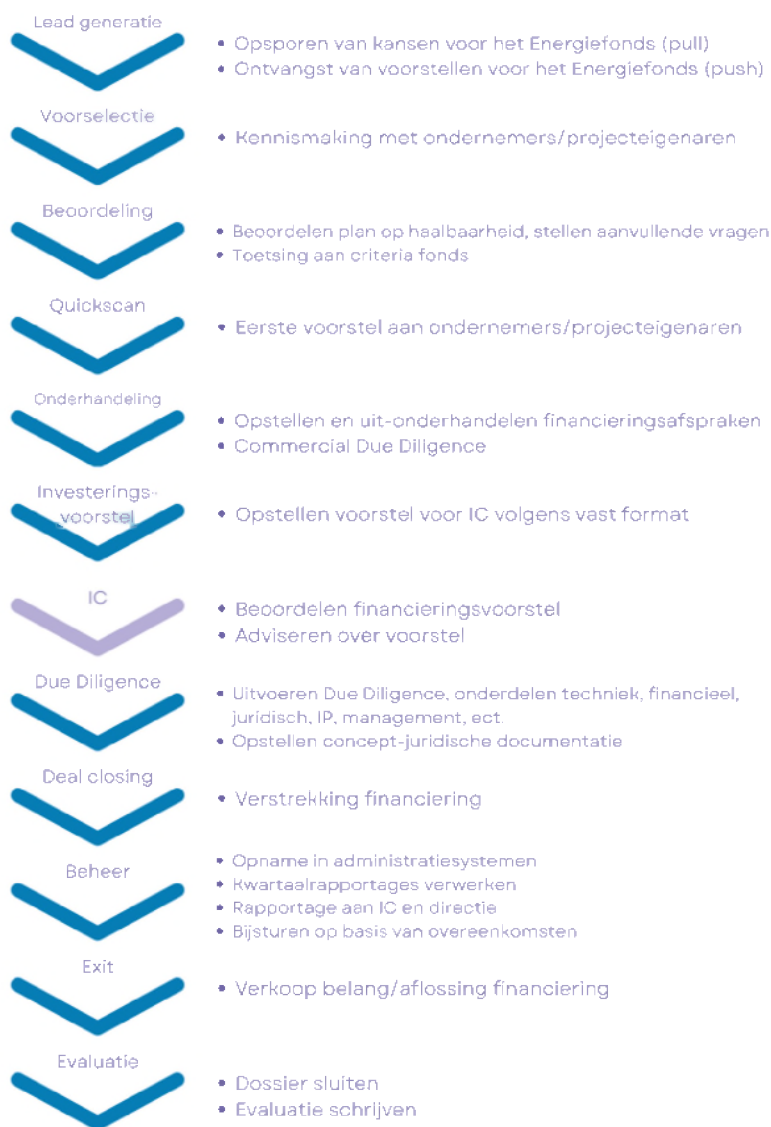 Lead generatie
• Opsporen van kansen voor het Energiefonds (pull)
• Ontvangst van voorstellen voor het Energiefonds (push)
Voorselectie
• Kennismaking met ondernemers/projecteigenaren
Beoordeling
• Beoordelen plan op haalbaarheid, stellen aanvullende vragen
• Toetsing aan criteria fonds
Quickscan
• Eerste voorstel aan ondernemers/projecteigenaren
Onderhandeling
• Opstellen en uit-onderhandelen financieringsafspraken
• Commercial Due Diligence
Investerings-
voorstel
• Opstellen voorstel voor IC volgens vast format
IC
• Beoordelen financieringsvoorstel
• Adviseren over voorstel
Due Diligence
• Uitvoeren Due Diligence, onderdelen techniek, financieel,
juridisch, IP, management, ect.
• Opstellen concept-juridische documentatie
Deal closing
• Verstrekking financiering
Beheer
• Opname in administratiesystemen
• Kwartaalrapportages verwerken
• Rapportage aan IC en directie
• Bijsturen op basis van overeenkomsten
Exit
• Verkoop belang/aflossing financiering
Evaluatie
• Dossier sluiten
• Evaluatie schrijven